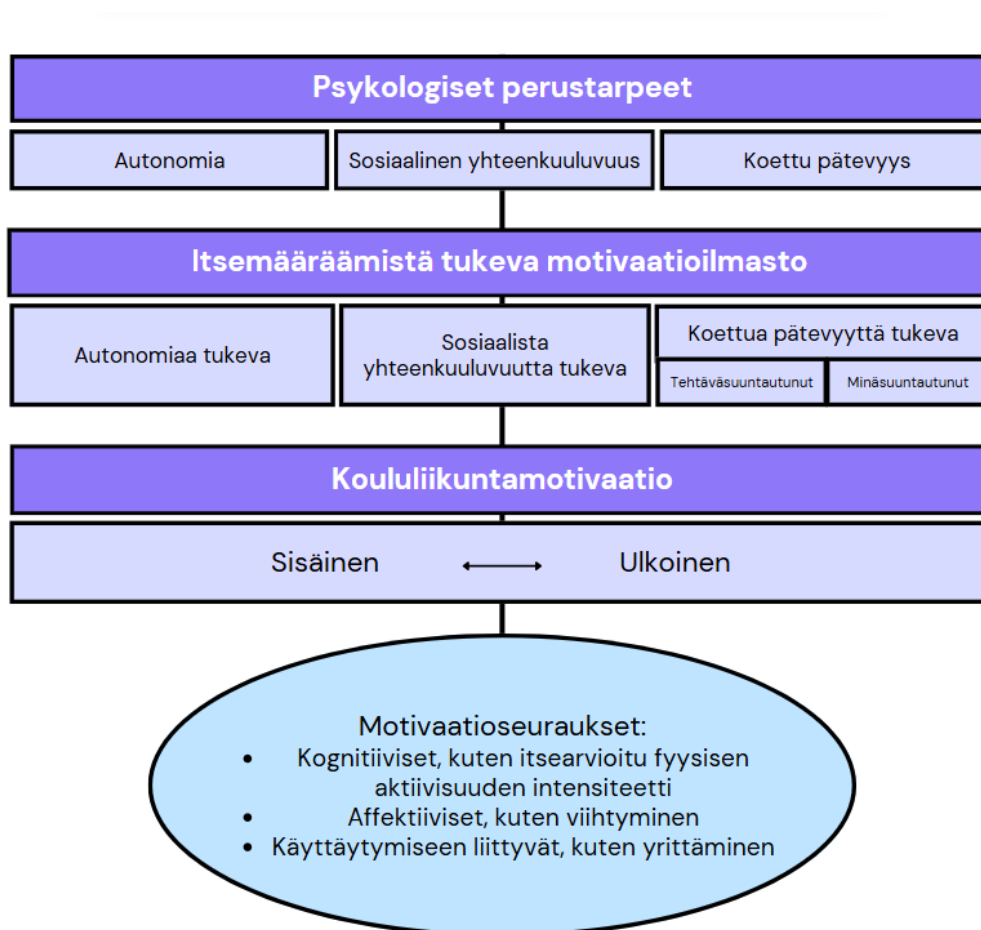 Psykologiset perustarpeet
Autonomia
Sosiaalinen yhteenkuuluvuus
Koettu pätevyys
Itsemääräämistä tukeva motivaatioilmasto
Autonomiaa tukeva
Sosiaalista
yhteenkuuluvuutta tukeva
Koettua pätevyyttä tukeva
Tehtäväsuuntautunut
Minäsuuntautunut
Koululiikuntamotivaatio
Sisäinen
Ulkoinen
Motivaatioseuraukset:
• Kognitiiviset, kuten itsearvioitu fyysisen
aktiivisuuden intensiteetti
• Affektiiviset, kuten viihtyminen
• Käyttäytymiseen liittyvät, kuten yrittäminen